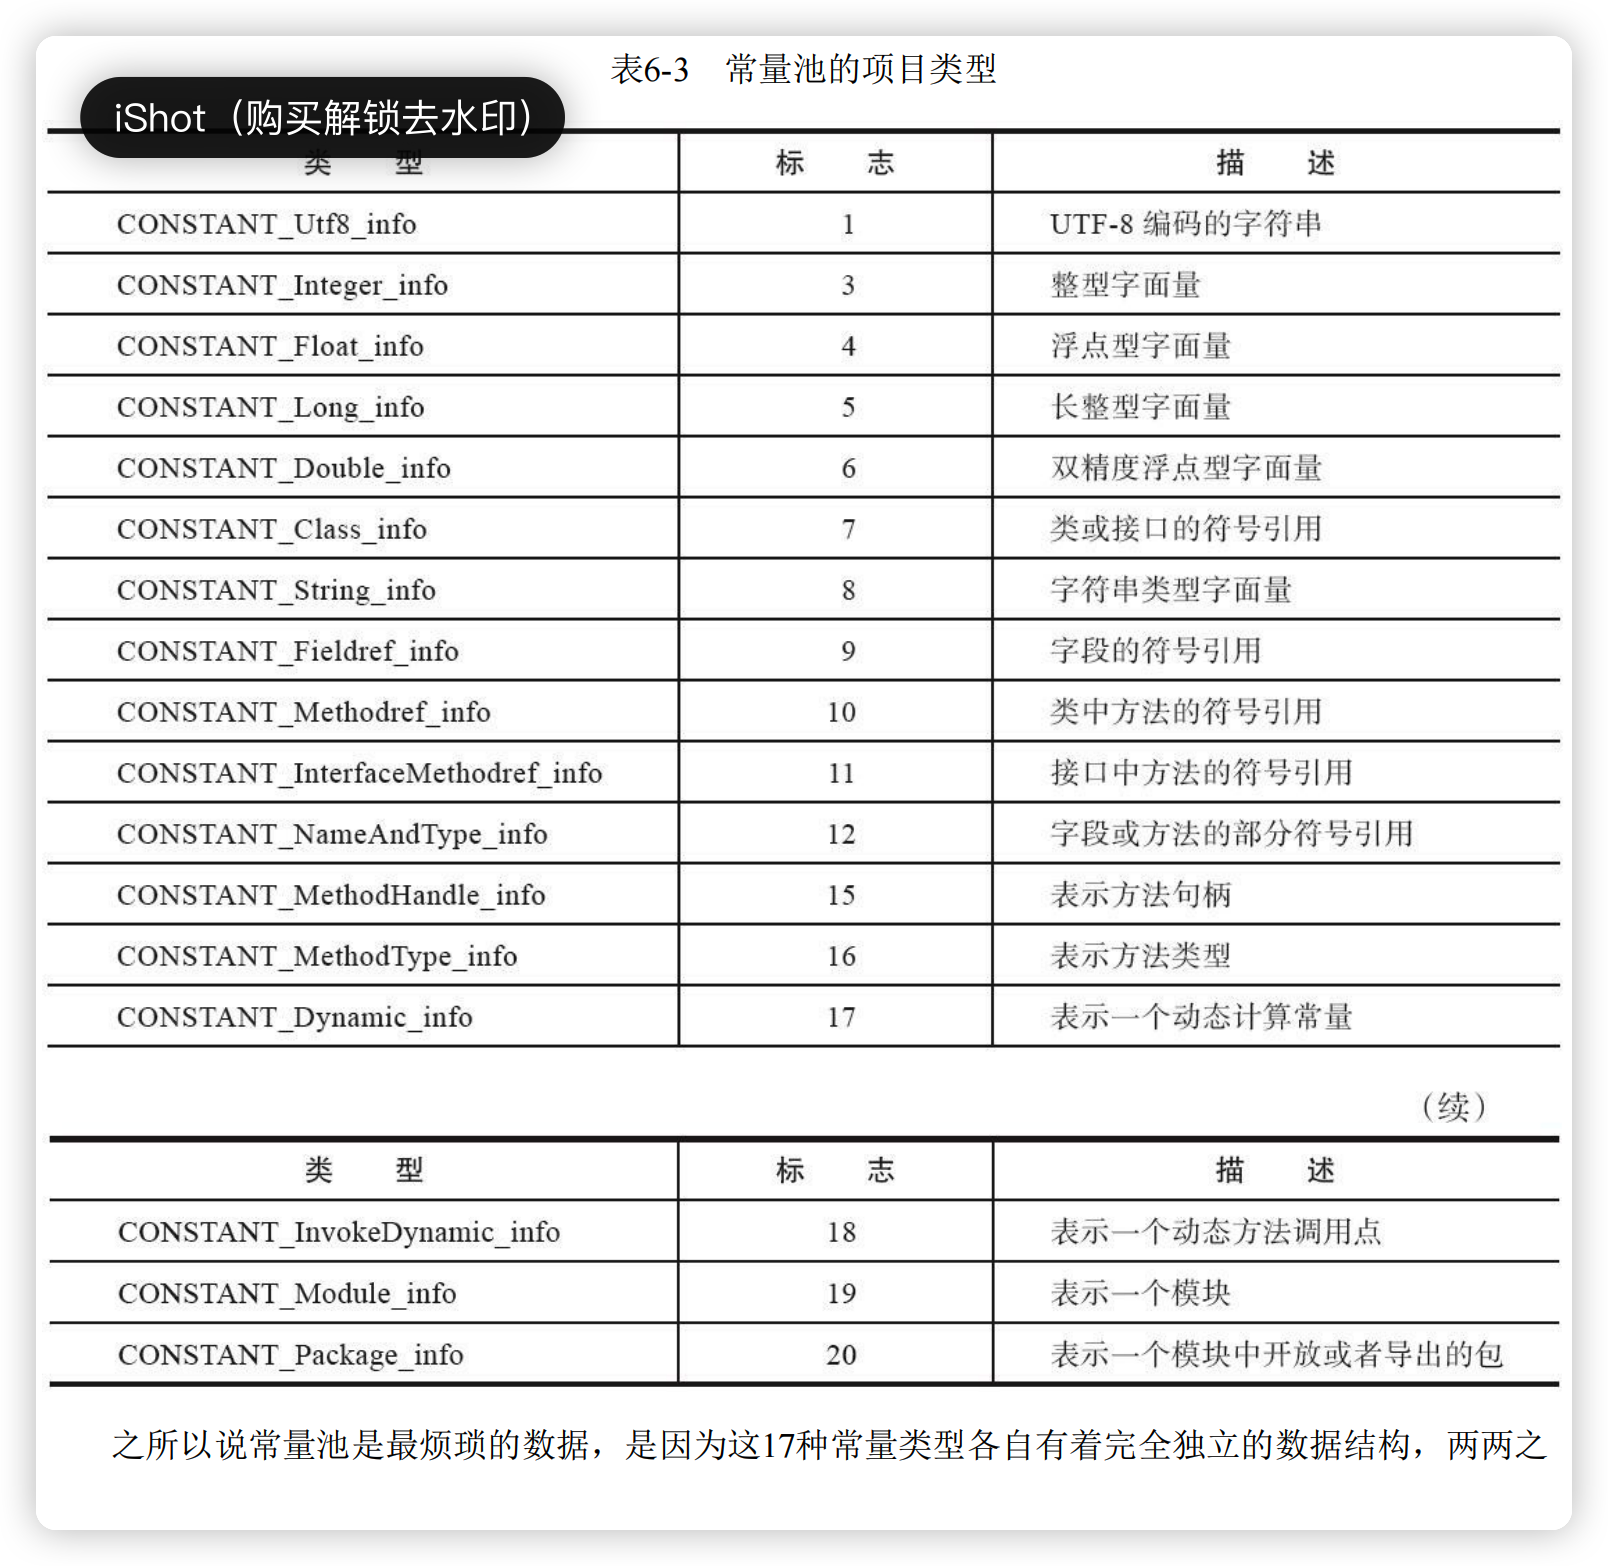 表6-3 常量池的项目类型
iShot（购买解锁去水印）
类 型 标 志 描 述
CONSTANT_Utf8_info 1 UTF-8 编码的字符串
CONSTANT_Integer_info 3 整型字面量
CONSTANT_Float_info 4 浮点型字面量
CONSTANT_Long_info 5 长整型字面量
CONSTANT_Double_info 6 双精度浮点型字面量
CONSTANT_Class_info 7 类或接口的符号引用
CONSTANT_String_info 8 字符串类型字面量
CONSTANT_Fieldref_info 9 字段的符号引用
CONSTANT_Methodref_info 10 类中方法的符号引用
CONSTANT_InterfaceMethodref_info 11 接口中方法的符号引用
CONSTANT_NameAndType_info 12 字段或方法的部分符号引用
CONSTANT_MethodHandle_info 15 表示方法句柄
CONSTANT_MethodType_info 16 表示方法类型
CONSTANT_Dynamic_info 17 表示一个动态计算常量
（续）
类 型 标 志 描 述
CONSTANT_InvokeDynamic_info 18 表示一个动态方法调用点
CONSTANT_Module_info 19 表示一个模块
CONSTANT_Package_info 20 表示一个模块中开放或者导出的包
之所以说常量池是最烦琐的数据，是因为这17种常量类型各自有着完全独立的数据结构，两两之